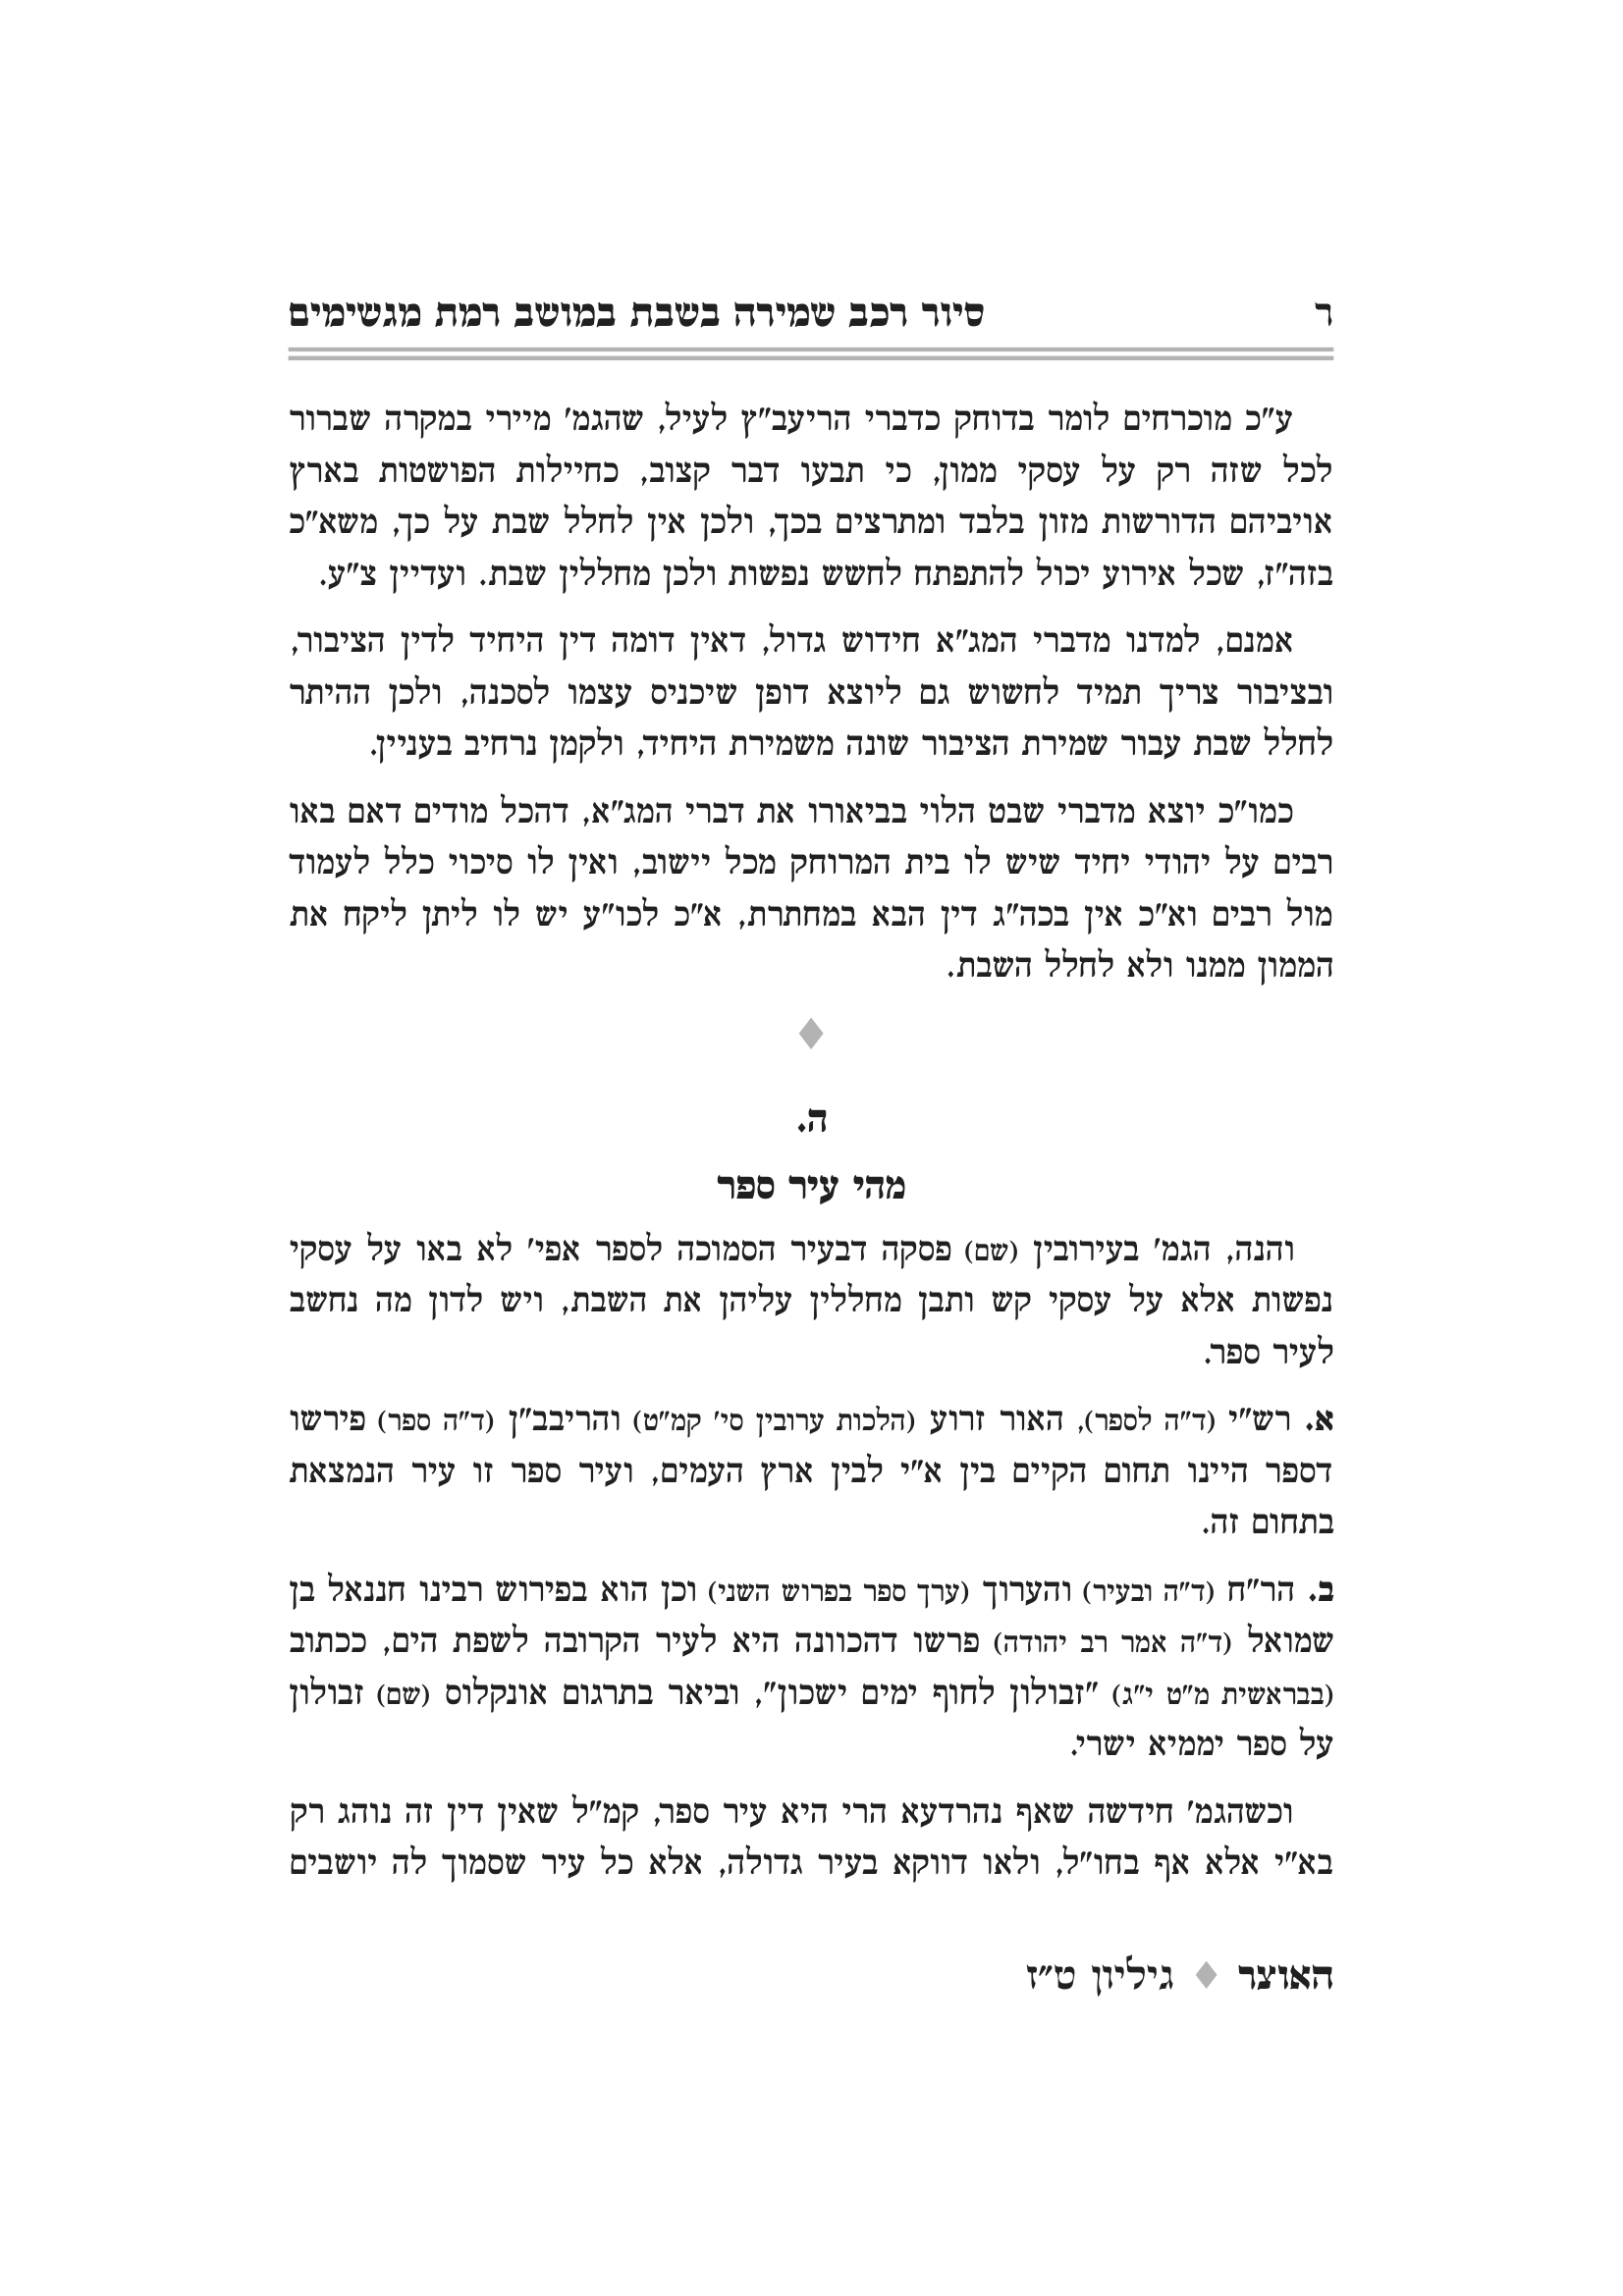 ר סיור רכב שמירה בשבת במושב רמת מגשימים
ע"כ מוכרחים לומר בדוחק כדברי הריעב"ץ לעיל, שהגמ' מיירי במקרה שברור
לכל שזה רק על עסקי ממון, כי תבעו דבר קצוב, כחיילות הפושטות בארץ
אויביהם הדורשות מזון בלבד ומתרצים בכך, ולכן אין לחלל שבת על כך, משא"כ
בזה"ז, שכל אירוע יכול להתפתח לחשש נפשות ולכן מחללין שבת. ועדיין צ"ע.
אמנם, למדנו מדברי המג"א חידוש גדול, דאין דומה דין היחיד לדין הציבור,
ובציבור צריך תמיד לחשוש גם ליוצא דופן שיכניס עצמו לסכנה, ולכן ההיתר
לחלל שבת עבור שמירת הציבור שונה משמירת היחיד, ולקמן נרחיב בעניין.
כמו"כ יוצא מדברי שבט הלוי בביאורו את דברי המג"א, דהכל מודים דאם באו
רבים על יהודי יחיד שיש לו בית המרוחק מכל יישוב, ואין לו סיכוי כלל לעמוד
מול רבים וא"כ אין בכה"ג דין הבא במחתרת, א"כ לכו"ע יש לו ליתן ליקח את
הממון ממנו ולא לחלל השבת.
ה.
מהי עיר ספר
והנה, הגמ' בעירובין (שם) פסקה דבעיר הסמוכה לספר אפי' לא באו על עסקי
נפשות אלא על עסקי קש ותבן מחללין עליהן את השבת, ויש לדון מה נחשב
לעיר ספר.
א. רש"י (ד"ה לספר), האור זרוע (הלכות ערובין סי' קמ"ט) והריבב"ן (ד"ה ספר) פירשו
דספר היינו תחום הקיים בין א"י לבין ארץ העמים, ועיר ספר זו עיר הנמצאת
בתחום זה.
ב. הר"ח (ד"ה ובעיר) והערוך (ערך ספר בפרוש השני) וכן הוא בפירוש רבינו חננאל בן
שמואל (ד"ה אמר רב יהודה) פרשו דהכוונה היא לעיר הקרובה לשפת הים, ככתוב
(בבראשית מ"ט י"ג) "זבולון לחוף ימים ישכון", וביאר בתרגום אונקלוס (שם) זבולון
על ספר יממיא ישרי.
וכשהגמ' חידשה שאף נהרדעא הרי היא עיר ספר, קמ"ל שאין דין זה נוהג רק
בא"י אלא אף בחו"ל, ולאו דווקא בעיר גדולה, אלא כל עיר שסמוך לה יושבים
האוצר ♦ גיליון ט"ז